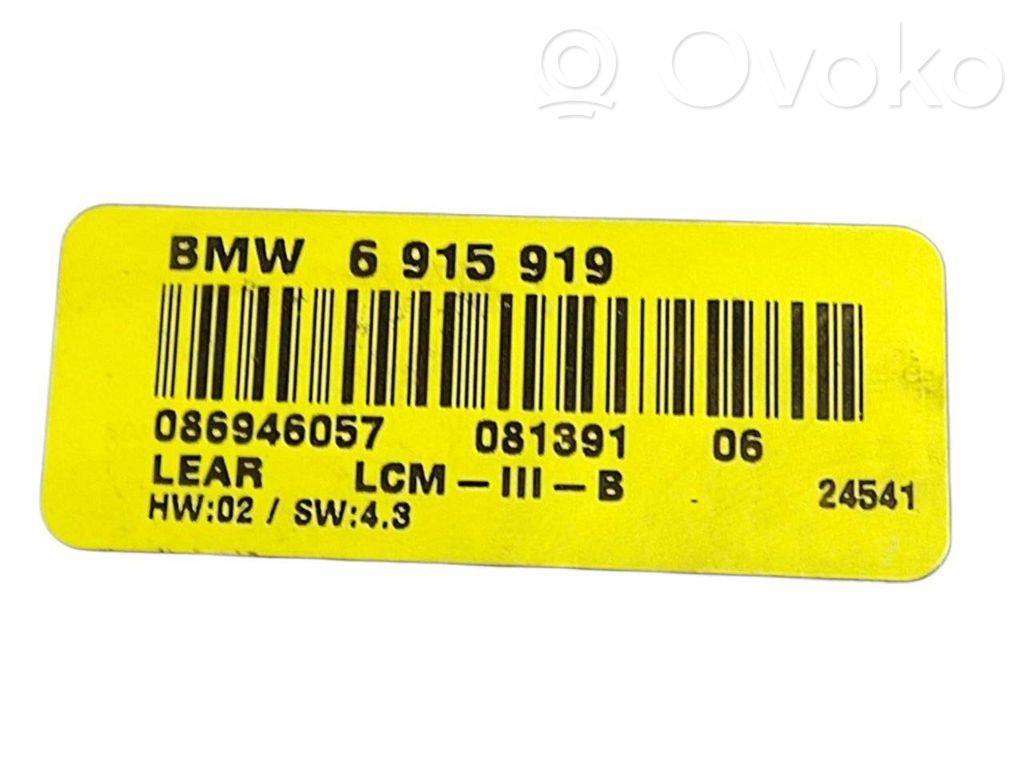 Ovoko
BMW 6 915 919
086946057 081391 06
LEAR LCM-III-B 24541
HW:02 / SW:4.3